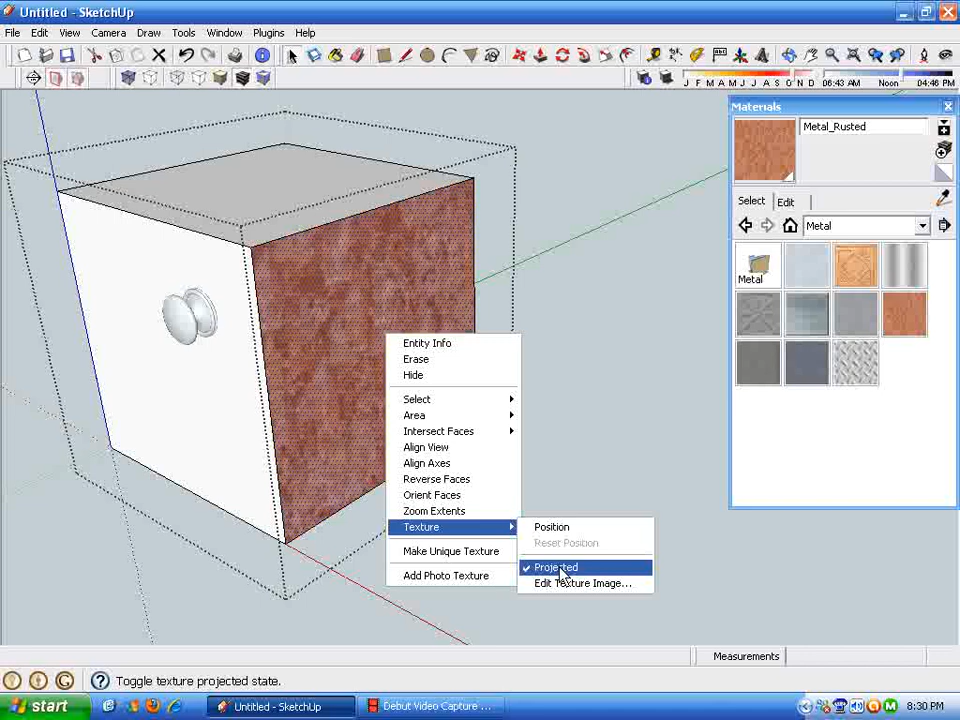 Untitled - SketchUp
File Edit View Camera Draw Tools Window Plugins Help
J F M A M J J A S O N D 06:43 AM Noon 04:46 PM
Materials
Metal_Rusted
Select Edit
Metal
Metal
Entity Info
Erase
Hide
Select
Area
Intersect Faces
Align View
Align Axes
Reverse Faces
Orient Faces
Zoom Extents
Texture
Make Unique Texture
Add Photo Texture
Position
Reset Position
Projected
Edit Texture Image...
Measurements
Toggle texture projected state.
start Untitled - SketchUp Debut Video Capture ... 8:30 PM